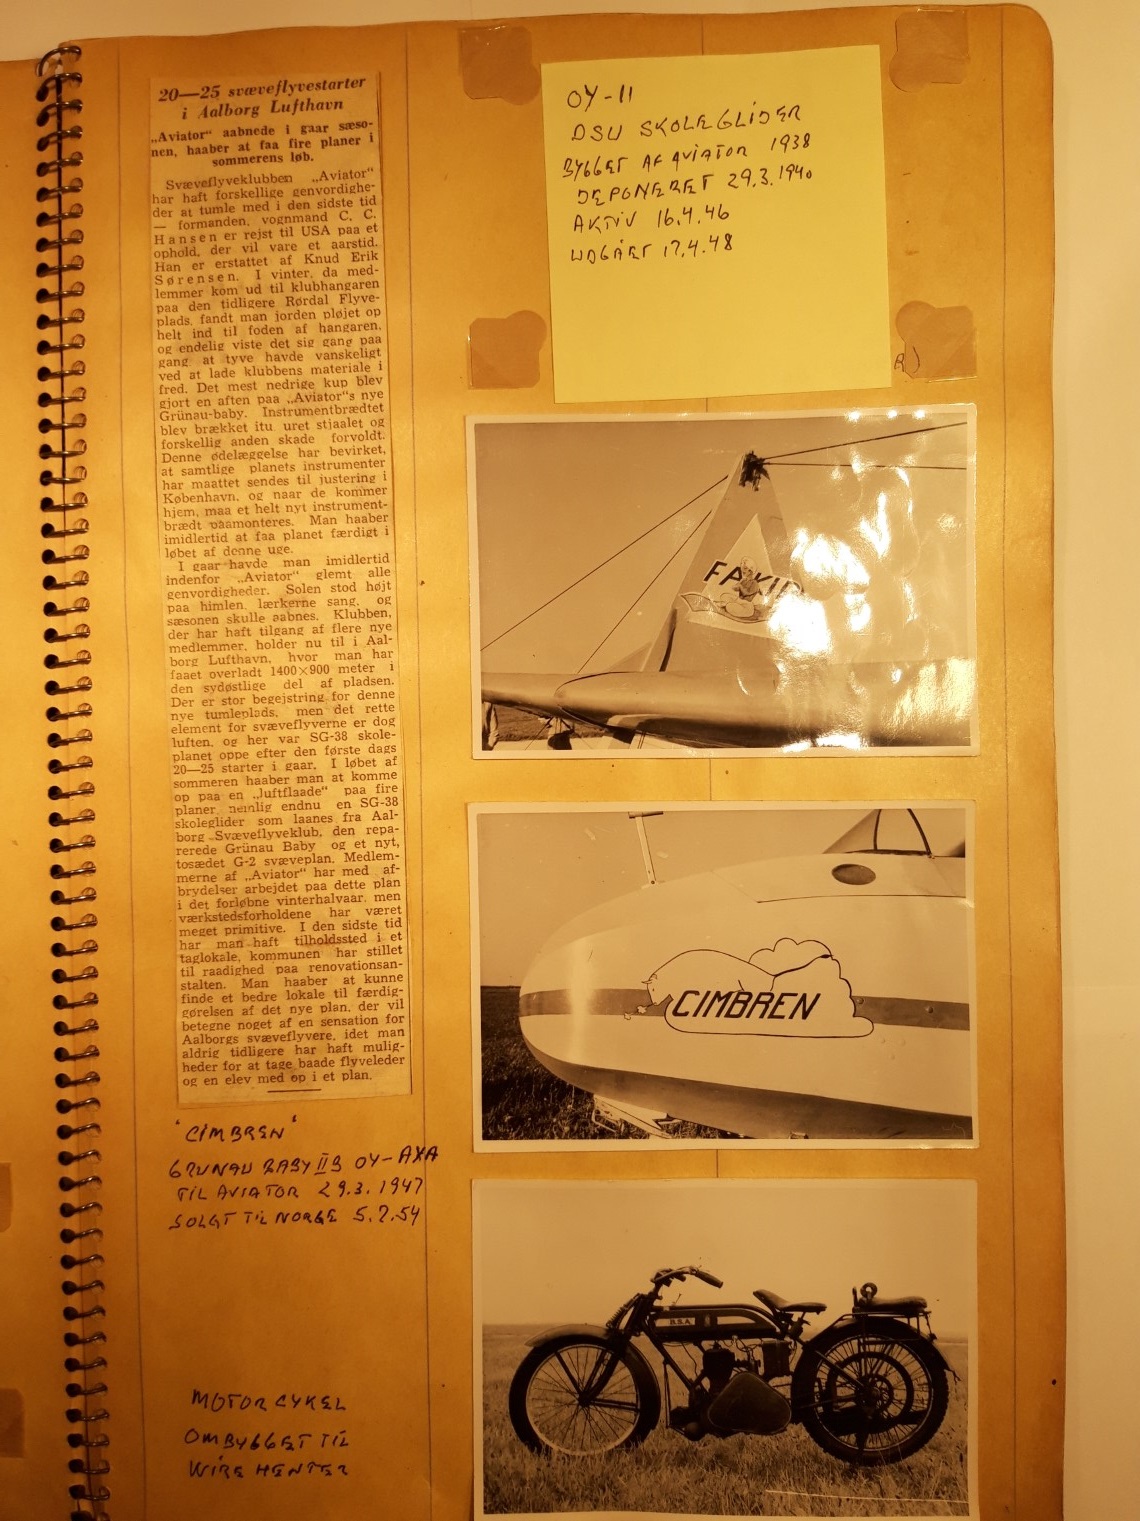 20—25 svæveflyvestarter
i Aalborg Lufthavn
„Aviator“ aabnede i gaar sæso-
nen, haaber at faa fire planer i
sommerens løb.
Svæveflyveklubben „Aviator“
har haft forskellige genvordighe-
der at tumle med i den sidste tid
— formanden, vognmand C. C.
Hansen er rejst til USA paa et
ophold, der vil vare et aarstid.
Han er erstattet af Knud Erik
Sørensen. I vinter, da med-
lemmer kom ud til klubhangaren
paa den tidligere Rørdal Flyve-
plads, fandt man jorden pløjet op
helt ind til foden af hangaren,
og endelig viste det sig gang paa
gang, at tyve havde vanskeligt
ved at lade klubbens materiale i
fred. Det mest nedrige kup blev
gjort en aften paa „Aviator“s nye
Grünau-baby. Instrumentbrædtet
blev brækket itu, uret stjaalet og
forskellig anden skade forvoldt.
Denne ødelæggelse har bevirket,
at samtlige planets instrumenter
har maattet sendes til justering i
København, og naar de kommer
hjem, maa et helt nyt instrument-
brædt paamonteres. Man haaber
imidlertid at faa planet færdigt i
løbet af denne uge.
I gaar havde man imidlertid
indenfor „Aviator“ glemt alle
genvordigheder. Solen stod højt
paa himlen, lærkerne sang, og
sæsonen skulle aabnes. Klubben,
der har haft tilgang af flere nye
medlemmer, holder nu til i Aal-
borg Lufthavn, hvor man har
faaet overladt 1400×900 meter i
den sydøstlige del af pladsen.
Der er stor begejstring for denne
nye tumleplads, men det rette
element for svæveflyverne er dog
luften, og her var SG-38 skole-
planet oppe efter den første dags
20—25 starter i gaar. I løbet af
sommeren haaber man at komme
op paa en „luftflaade“ paa fire
planer, nemlig endnu en SG-38
skoleglider som laanes fra Aal-
borg Svæveflyveklub, den repa-
rerede Grünau Baby og et nyt,
tosædet G-2 svæveplan. Medlem-
merne af „Aviator“ har med af-
brydelser arbejdet paa dette plan
i det forløbne vinterhalvaar, men
værkstedsforholdene har været
meget primitive. I den sidste tid
har man haft tilholdssted i et
taglokale, kommunen har stillet
til raadighed paa renovationsan-
stalten. Man haaber at kunne
finde et bedre lokale til færdig-
gørelsen af det nye plan, der vil
betegne noget af en sensation for
Aalborgs svæveflyvere, idet man
aldrig tidligere har haft mulig-
heder for at tage baade flyveleder
og en elev med op i et plan.
'CIMBREN'
GRUNAU BABY IIB OY-AXA
TIL AVIATOR 29.3.1947
SOLGT TIL NORGE 5.7.54
MOTORCYKEL
OMBYGGET TIL
WIREHENTER
OY-11
DSU SKOLEGLIDER
BYGGET AF AVIATOR 1938
DEPONERET 29.3.1940
AKTIV 16.4.46
UDGÅET 17.4.48
FAKIR
CIMBREN
B.S.A.